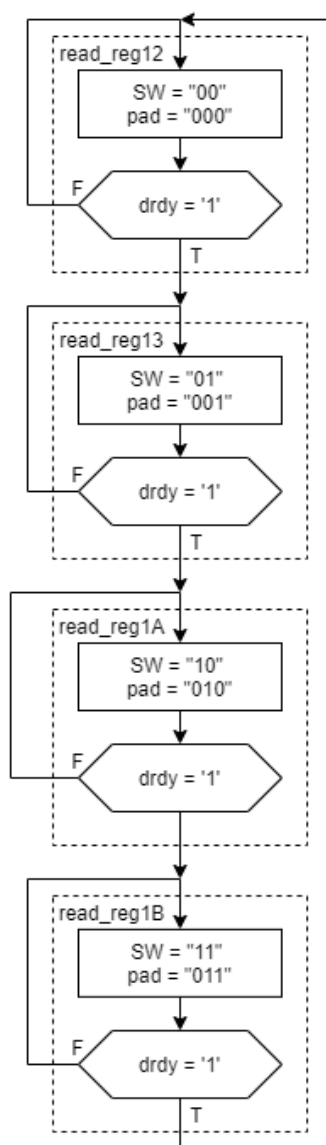 read_reg12
SW = "00"
pad = "000"
F
drdy = '1'
T
read_reg13
SW = "01"
pad = "001"
F
drdy = '1'
T
read_reg1A
SW = "10"
pad = "010"
F
drdy = '1'
read_reg1B
SW = "11"
pad = "011"
F
drdy = '1'
T